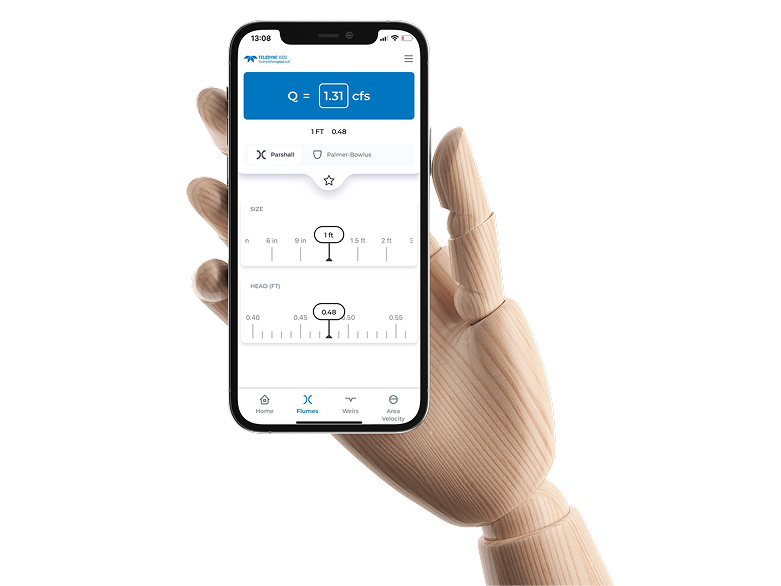 13:08
TELEDYNE ISCO
Everywhereyoulook
Q = 1.31 cfs
1 FT 0.48
Parshall Palmer-Bowlus
SIZE
1 ft
n 6 in 9 in 1.5 ft 2 ft 3
HEAD (FT)
0.48
0.40 0.45 0.50 0.55
Home Flumes Weirs Area
Velocity